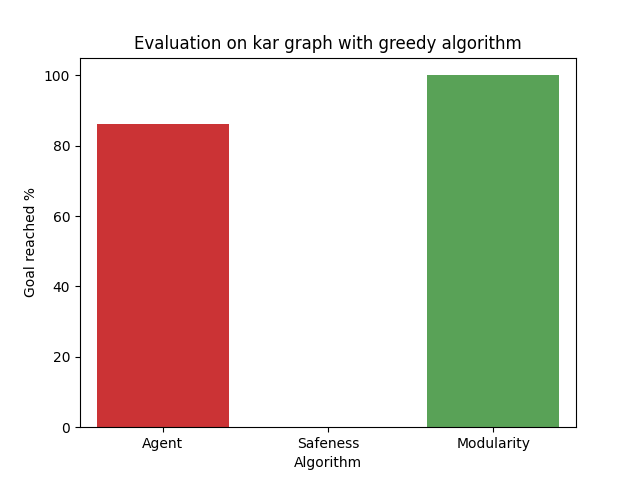 Evaluation on kar graph with greedy algorithm
100
80
60
40
20
0
Goal reached %
Agent
Safeness
Modularity
Algorithm